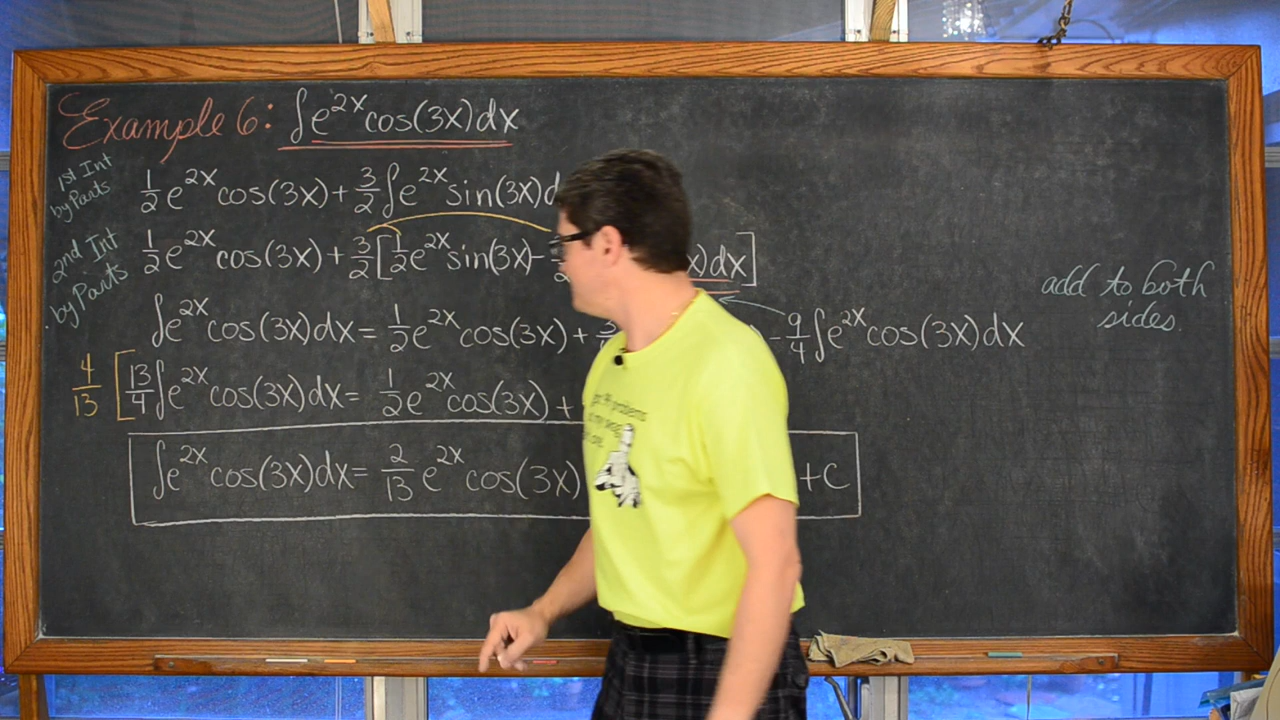 Example 6: ∫e^{2x}cos(3x)dx
1st Int
by Parts
1/2 e^{2x}cos(3x)+ 3/2 ∫e^{2x}sin(3x)d
2nd Int
by Parts
1/2 e^{2x}cos(3x)+ 3/2 [1/2 e^{2x}sin(3x)- x)dx]
add to both
sides.
∫e^{2x}cos(3x)dx= 1/2 e^{2x}cos(3x)+ 3 - 9/4 ∫e^{2x}cos(3x)dx
4/13 [13/4 ∫e^{2x}cos(3x)dx= 1/2 e^{2x}cos(3x)+
∫e^{2x}cos(3x)dx= 2/13 e^{2x}cos(3x) +C
problems